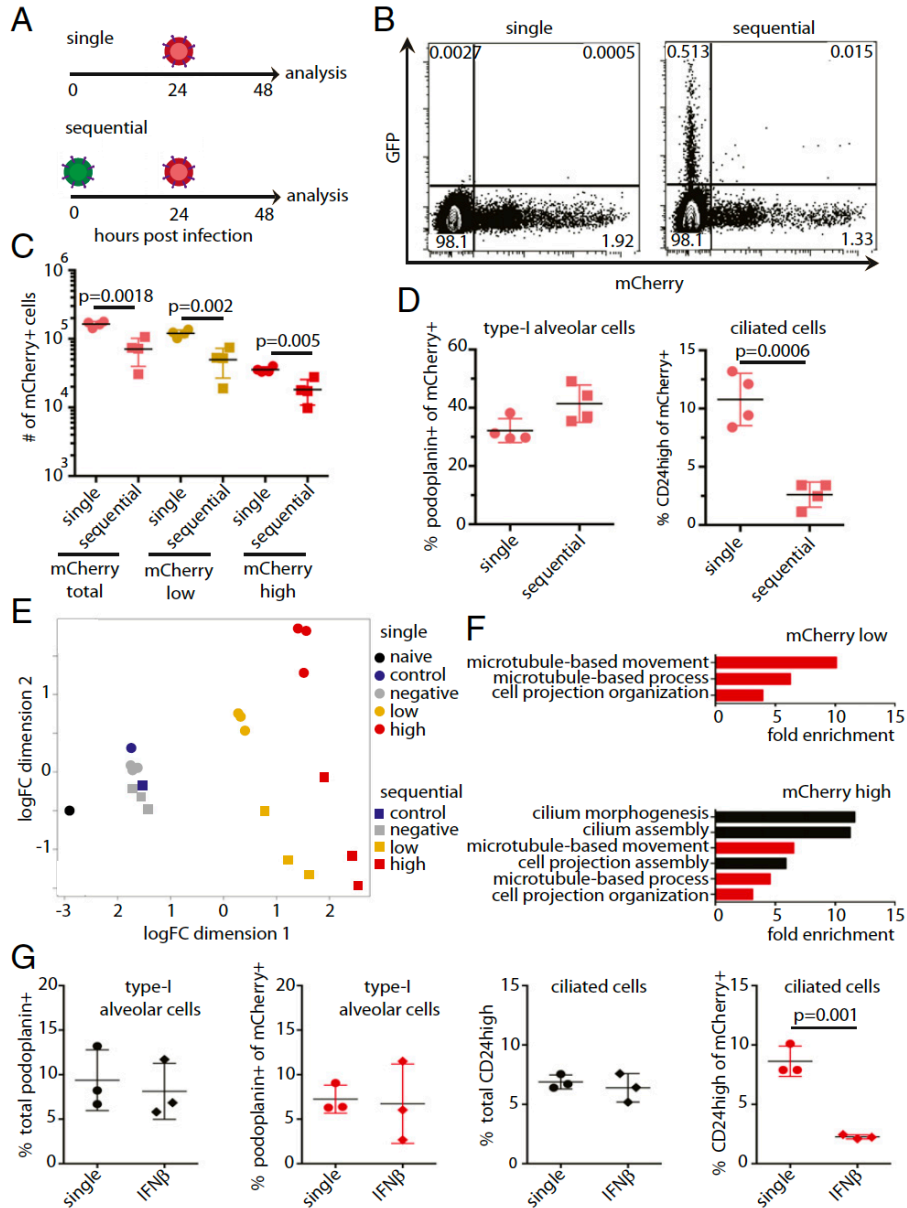 A
single
0
24
48
analysis
sequential
0
24
48
analysis
hours post infection
B
single
sequential
0.0027
0.0005
98.1
1.92
0.513
0.015
98.1
1.33
GFP
mCherry
C
# of mCherry+ cells
10^6
10^5
10^4
10^3
p=0.0018
p=0.002
p=0.005
single
sequential
single
sequential
single
sequential
mCherry total
mCherry low
mCherry high
D
type-I alveolar cells
% podoplanin+ of mCherry+
60
40
20
0
single
sequential
ciliated cells
p=0.0006
% CD24high of mCherry+
15
10
5
0
single
sequential
E
logFC dimension 2
1
0
-1
-3
2
1
0
1
2
logFC dimension 1
single
naive
control
negative
low
high
sequential
control
negative
low
high
F
mCherry low
microtubule-based movement
microtubule-based process
cell projection organization
0
5
10
15
fold enrichment
mCherry high
cilium morphogenesis
cilium assembly
microtubule-based movement
cell projection assembly
microtubule-based process
cell projection organization
0
5
10
15
fold enrichment
G
type-I
alveolar cells
% total podoplanin+
20
15
10
5
0
single
IFNβ
type-I
alveolar cells
% podoplanin+ of mCherry+
20
15
10
5
0
single
IFNβ
ciliated cells
% total CD24high
15
10
5
0
single
IFNβ
ciliated cells
p=0.001
% CD24high of mCherry+
15
10
5
0
single
IFNβ